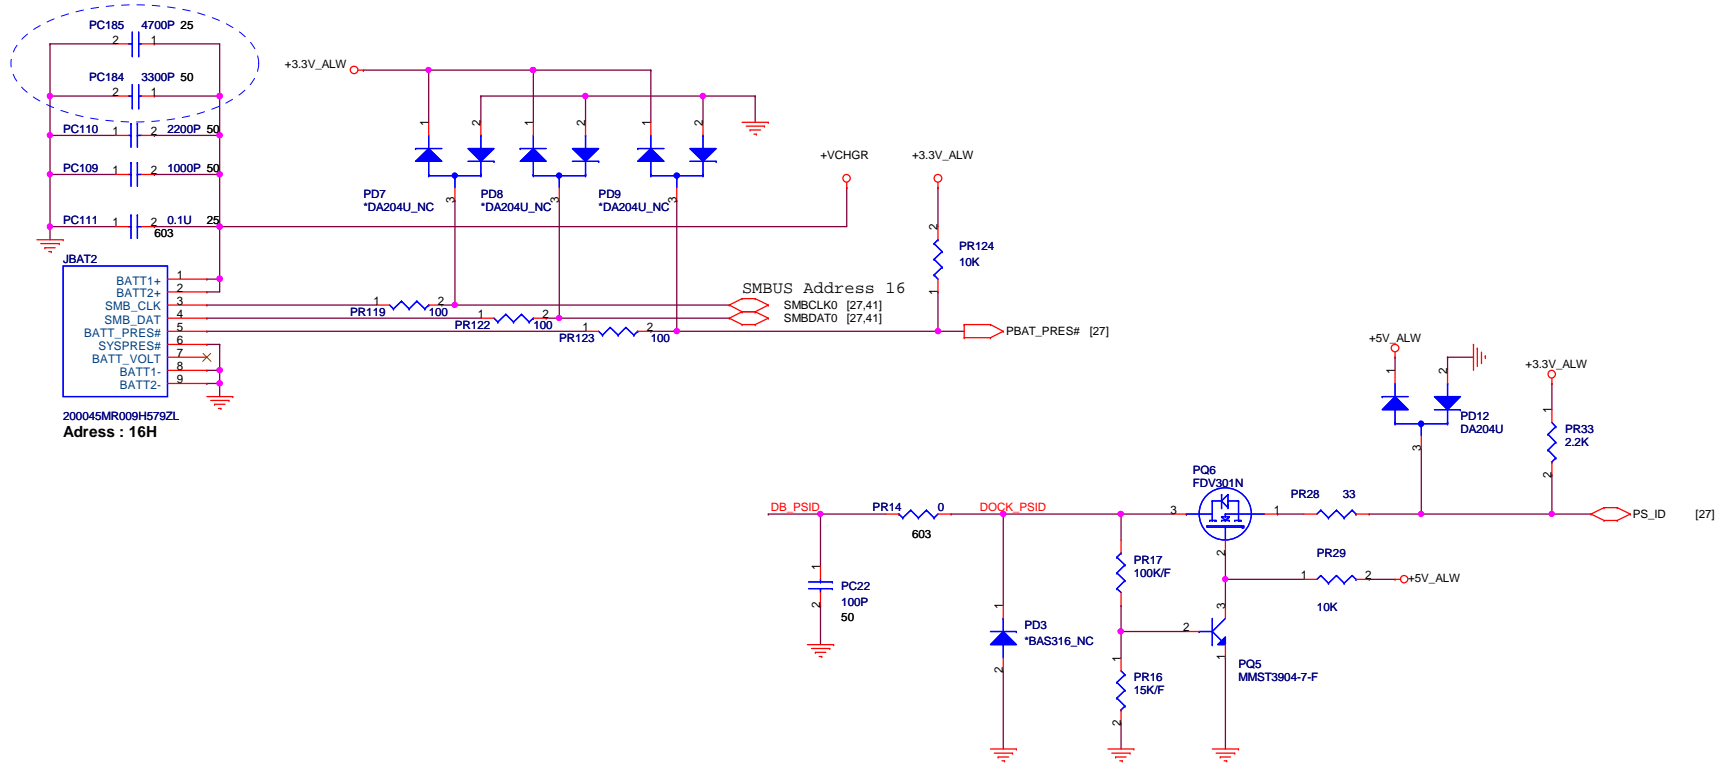 PC185 4700P 25
2 1
PC184 3300P 50
2 1
PC110 1 2 2200P 50
PC109 1 2 1000P 50
PC111 1 2 0.1U 25
603
+3.3V_ALW
1 2 1 2 1 2
PD7
*DA204U_NC
3
PD8
*DA204U_NC
3
PD9
*DA204U_NC
3
+VCHGR
+3.3V_ALW
2
PR124
10K
1
JBAT2
BATT1+ 1
BATT2+ 2
SMB_CLK 3
SMB_DAT 4
BATT_PRES# 5
SYSPRES# 6
BATT_VOLT 7
BATT1- 8
BATT2- 9
200045MR009H579ZL
Adress : 16H
1 2
PR119 100
1 2
PR122 100
1 2
PR123 100
SMBUS Address 16
SMBCLK0 [27,41]
SMBDAT0 [27,41]
PBAT_PRES# [27]
+5V_ALW
1 2
PD12
DA204U
3
+3.3V_ALW
1
PR33
2.2K
2
DB_PSID
PR14 0
603
DOCK_PSID
PQ6
FDV301N
3 1
2
PR28 33
PS_ID [27]
1
PC22
100P
2
50
PR17
100K/F
PR29
1 2
+5V_ALW
10K
1
PD3
*BAS316_NC
2
2
3
1
PQ5
MMST3904-7-F
1
PR16
15K/F
2